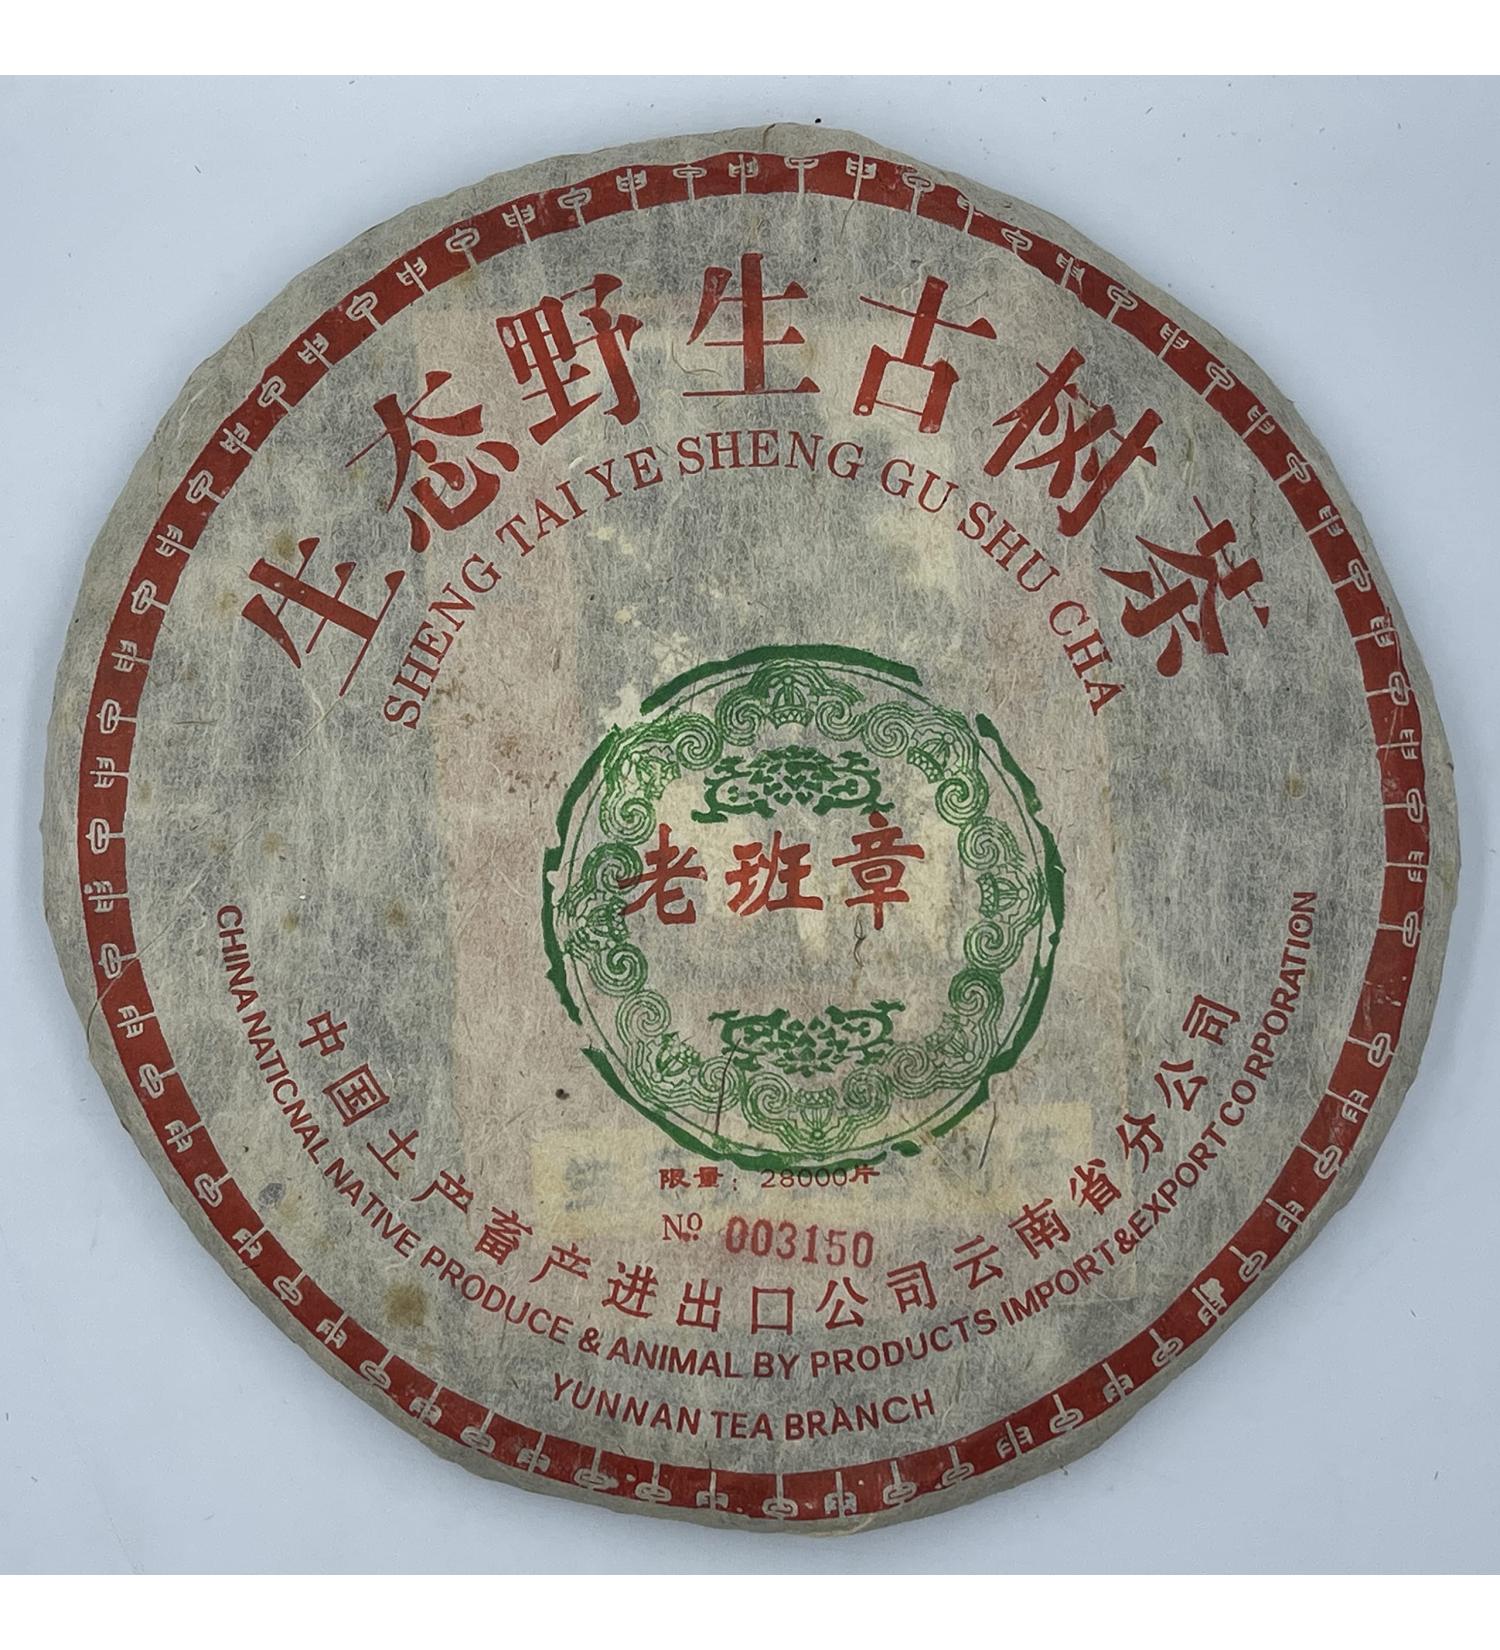 生态野生古树茶
SHENG TAI YE SHENG GU SHU CHA
老班章
限量：28000片
№ 003150
中国土产畜产进出口公司云南省分公司
CHINA NATICNAL NATIVE PRODUCE & ANIMAL BY PRODUCTS IMPORT&EXPORT CORPORATION
YUNNAN TEA BRANCH